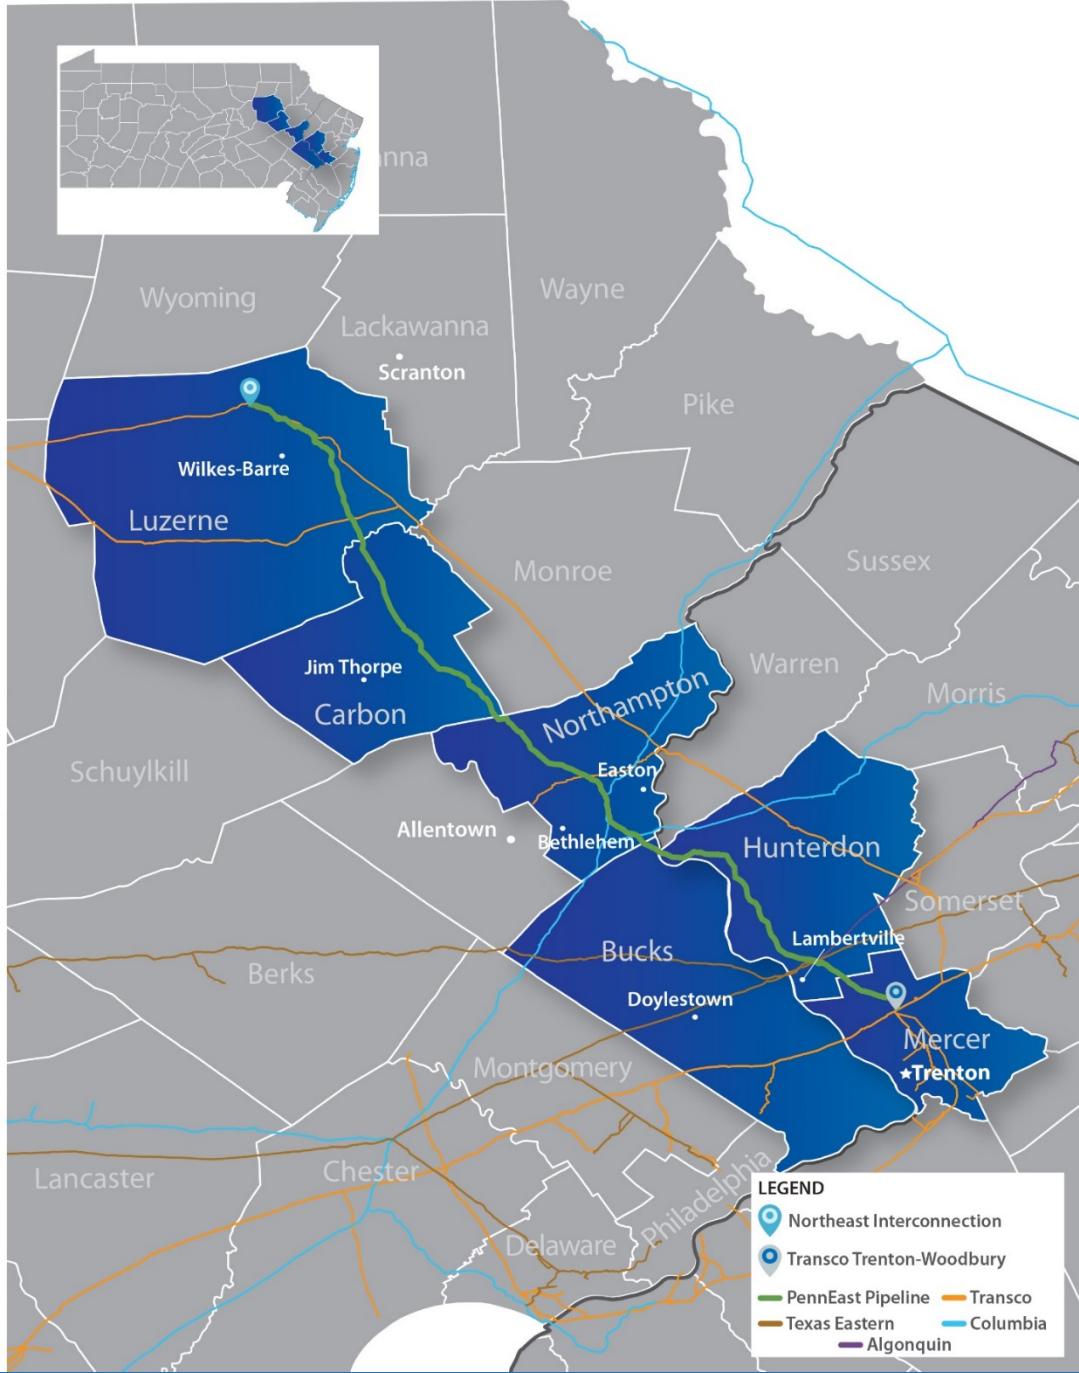 anna
Wyoming
Wayne
Lackawanna
Scranton
Pike
Wilkes-Barre
Luzerne
Sussex
Monroe
Jim Thorpe
Warren
Northampton
Morris
Carbon
Schuylkill
Easton
Allentown
Bethlehem
Hunterdon
Somerset
Lambertville
Bucks
Berks
Doylestown
Mercer
Montgomery
Trenton
Lancaster
Chester
Philadelphia
Delaware
LEGEND
Northeast Interconnection
Transco Trenton-Woodbury
PennEast Pipeline Transco
Texas Eastern Columbia
Algonquin